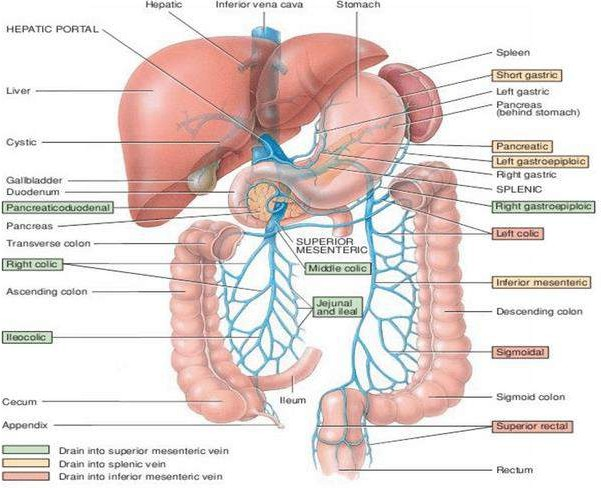 Hepatic
Inferior vena cava
Stomach
HEPATIC PORTAL
Liver
Cystic
Gallbladder
Duodenum
Pancreaticoduodenal
Pancreas
Transverse colon
Right colic
Ascending colon
Ileocolic
Cecum
Appendix
Spleen
Short gastric
Left gastric
Pancreas
(behind stomach)
Pancreatic
Left gastroepiploic
Right gastric
SPLENIC
Right gastroepiploic
Left colic
Inferior mesenteric
Descending colon
Sigmoidal
Sigmoid colon
Superior rectal
Rectum
SUPERIOR
MESENTERIC
Middle colic
Jejunal
and ileal
Ileum
Drain into superior mesenteric vein
Drain into splenic vein
Drain into inferior mesenteric vein